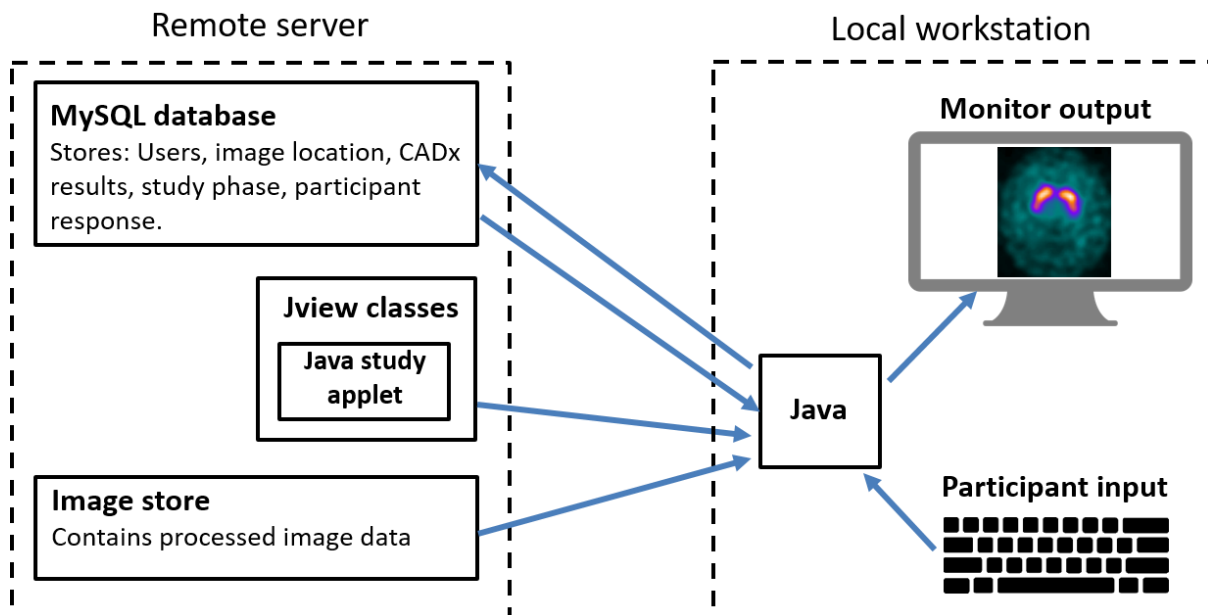 Remote server
MySQL database
Stores: Users, image location, CADx
results, study phase, participant
response.
Jview classes
Java study
applet
Image store
Contains processed image data
Local workstation
Monitor output
Java
Participant input